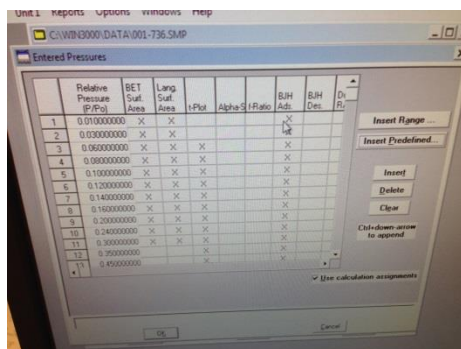 Unit 1 Reports Options Windows Help
C:\WIN3000\DATA\001-736.SMP
Entered Pressures
Relative Pressure (P/Po) BET Surf. Area Lang. Surf. Area t-Plot Alpha-S f-Ratio BJH Ads. BJH Des.
1 0.010000000 X X X
2 0.030000000 X X X
3 0.060000000 X X X X
4 0.080000000 X X X X
5 0.100000000 X X X X
6 0.120000000 X X X X
7 0.140000000 X X X X
8 0.160000000 X X X X
9 0.200000000 X X X X
10 0.240000000 X X X X
11 0.300000000 X X X X
12 0.350000000 X X
13 0.450000000 X X
Insert Range ...
Insert Predefined...
Insert
Delete
Clear
Ctrl+down-arrow
to append
Use calculation assignments
OK
Cancel